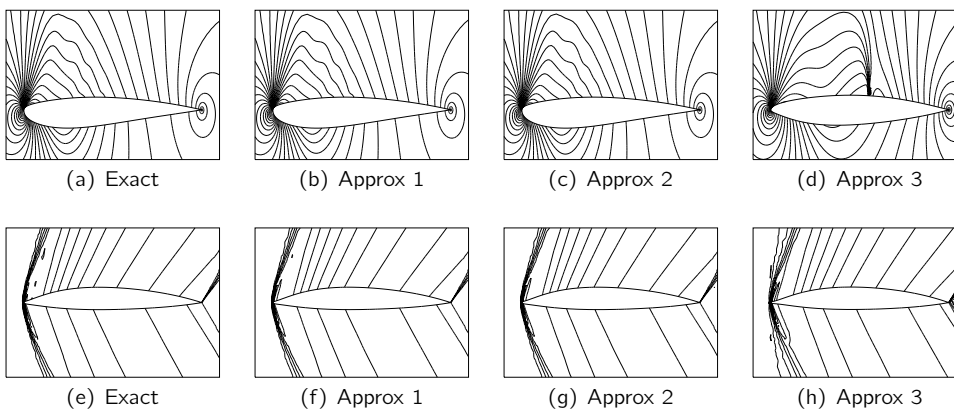 (a) Exact
(b) Approx 1
(c) Approx 2
(d) Approx 3
(e) Exact
(f) Approx 1
(g) Approx 2
(h) Approx 3